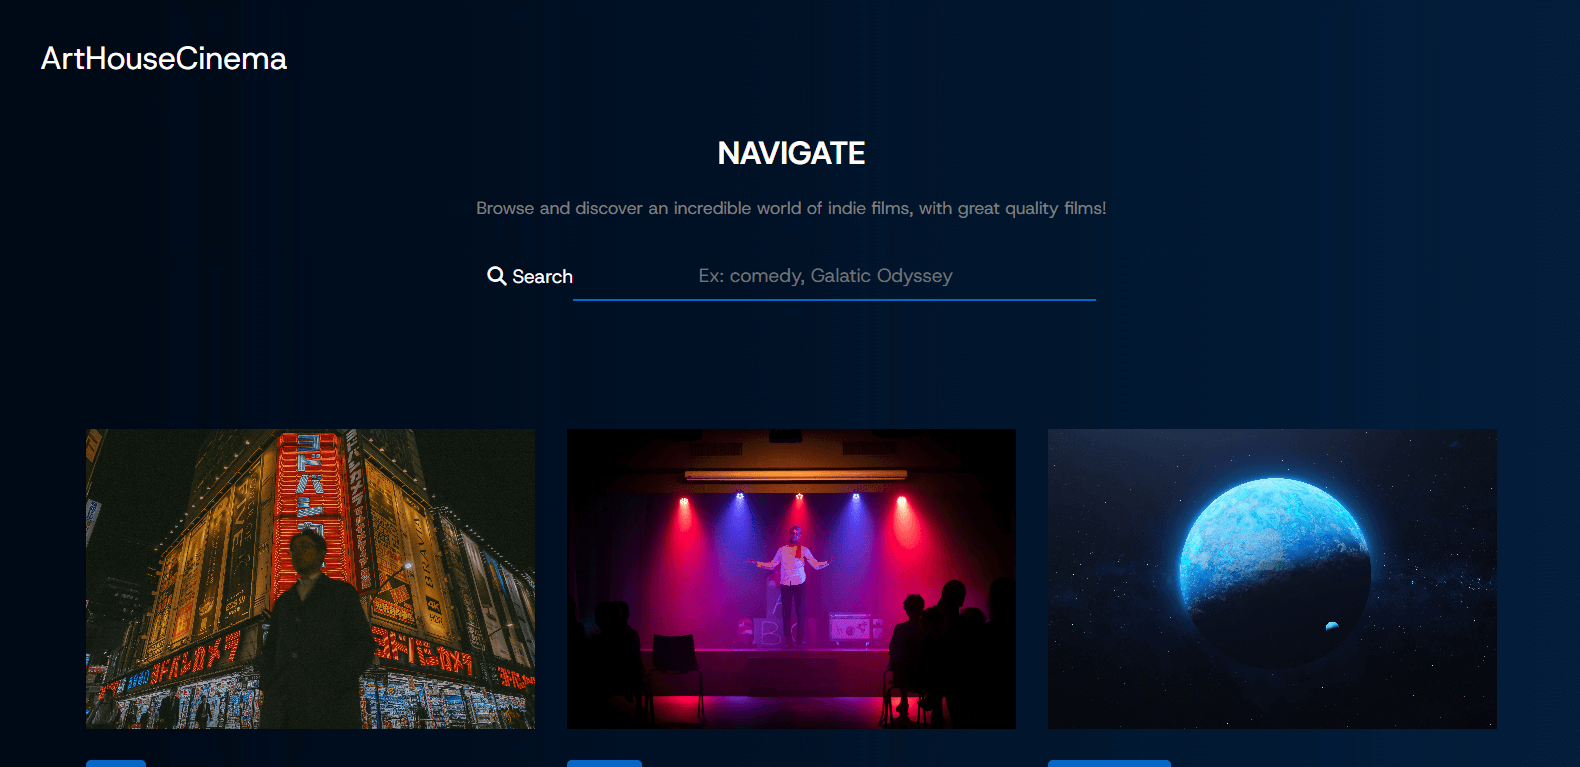 ArtHouseCinema
NAVIGATE
Browse and discover an incredible world of indie films, with great quality films!
Search
Ex: comedy, Galatic Odyssey
BRAVIA
A
B